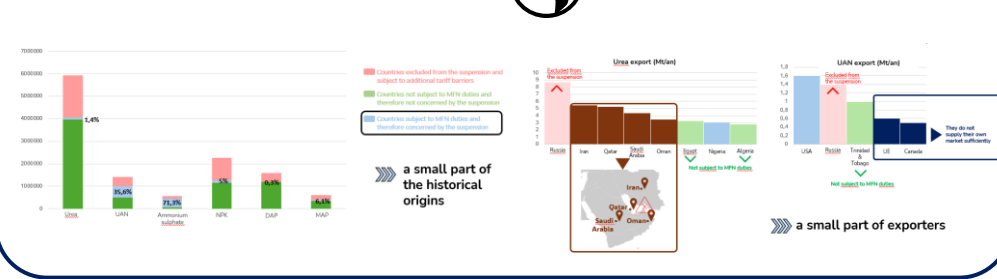 7000000
6000000
5000000
4000000
3000000
2000000
1000000
0
1,4%
35,6%
71,3%
5%
0,3%
6,1%
Urea
UAN
Ammonium
sulphate
NPK
DAP
MAP
Countries excluded from the suspension and
subject to additional tariff barriers
Countries not subject to MFN duties and
therefore not concerned by the suspension
Countries subject to MFN duties and
therefore concerned by the suspension
a small part of
the historical
origins
Urea export (Mt/an)
Excluded from
the suspension
10
9
8
7
6
5
4
3
2
1
0
Russia
Iran
Qatar
Saudi
Arabia
Oman
Egypt
Nigeria
Algeria
Not subject to MFN duties
Iran
Qatar
Saudi
Arabia
Oman
UAN export (Mt/an)
Excluded from
the suspension
1,8
1,6
1,4
1,2
1
0,8
0,6
0,4
0,2
0
USA
Russia
Trinidad
&
Tobago
UE
Canada
Not subject to MFN duties
They do not
supply their own
market sufficiently
a small part of exporters